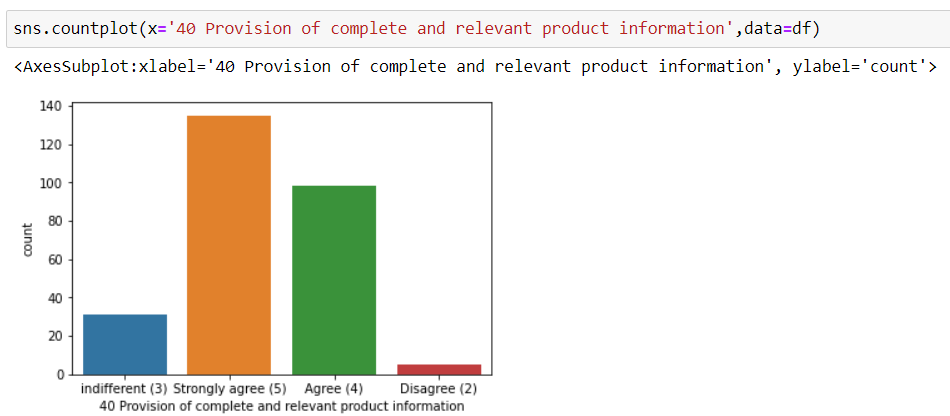 sns.countplot(x='40 Provision of complete and relevant product information',data=df)
<AxesSubplot:xlabel='40 Provision of complete and relevant product information', ylabel='count'>
140
120
100
80
60
40
20
0
count
indifferent (3) Strongly agree (5) Agree (4) Disagree (2)
40 Provision of complete and relevant product information